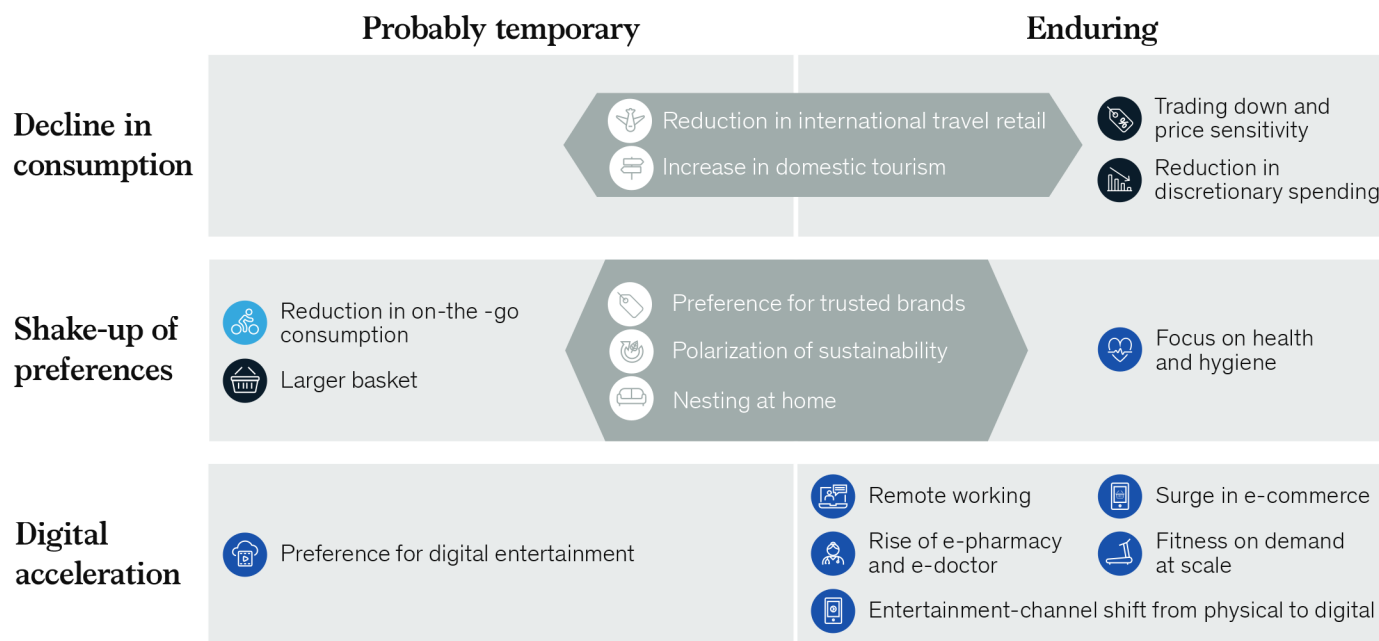 Probably temporary
Enduring
Decline in
consumption
Reduction in international travel retail
Increase in domestic tourism
Trading down and
price sensitivity
Reduction in
discretionary spending
Shake-up of
preferences
Reduction in on-the -go
consumption
Larger basket
Preference for trusted brands
Polarization of sustainability
Nesting at home
Focus on health
and hygiene
Digital
acceleration
Preference for digital entertainment
Remote working
Surge in e-commerce
Rise of e-pharmacy
and e-doctor
Fitness on demand
at scale
Entertainment-channel shift from physical to digital